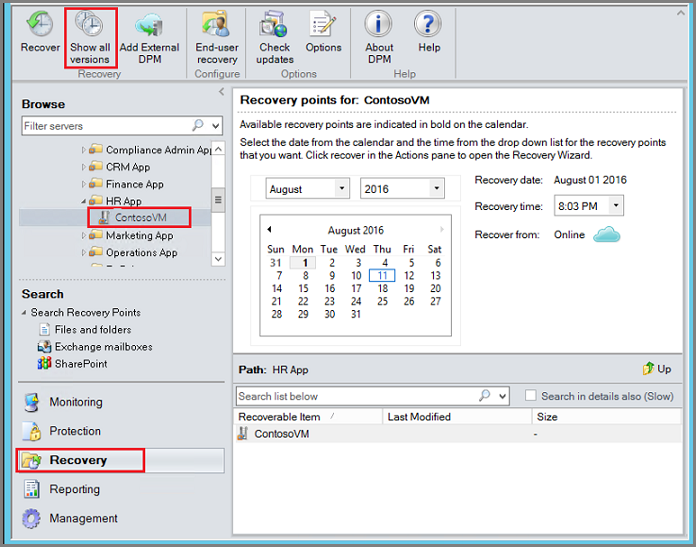 Recover
Show all versions
Add External DPM
End-user recovery
Check updates
Options
About DPM
Help
Recovery
Configure
Options
Help
Browse
Filter servers
Compliance Admin App
CRM App
Finance App
HR App
ContosoVM
Marketing App
Operations App
Search
Search Recovery Points
Files and folders
Exchange mailboxes
SharePoint
Monitoring
Protection
Recovery
Reporting
Management
Recovery points for: ContosoVM
Available recovery points are indicated in bold on the calendar.
Select the date from the calendar and the time from the drop down list for the recovery points
that you want. Click recover in the Actions pane to open the Recovery Wizard.
August 2016
Recovery date: August 01 2016
Recovery time: 8:03 PM
Recover from: Online
August 2016
Sun Mon Tue Wed Thu Fri Sat
31 1 2 3 4 5 6
7 8 9 10 11 12 13
14 15 16 17 18 19 20
21 22 23 24 25 26 27
28 29 30 31
Path: HR App
Up
Search list below
Search in details also (Slow)
Recoverable Item / Last Modified Size
ContosoVM -